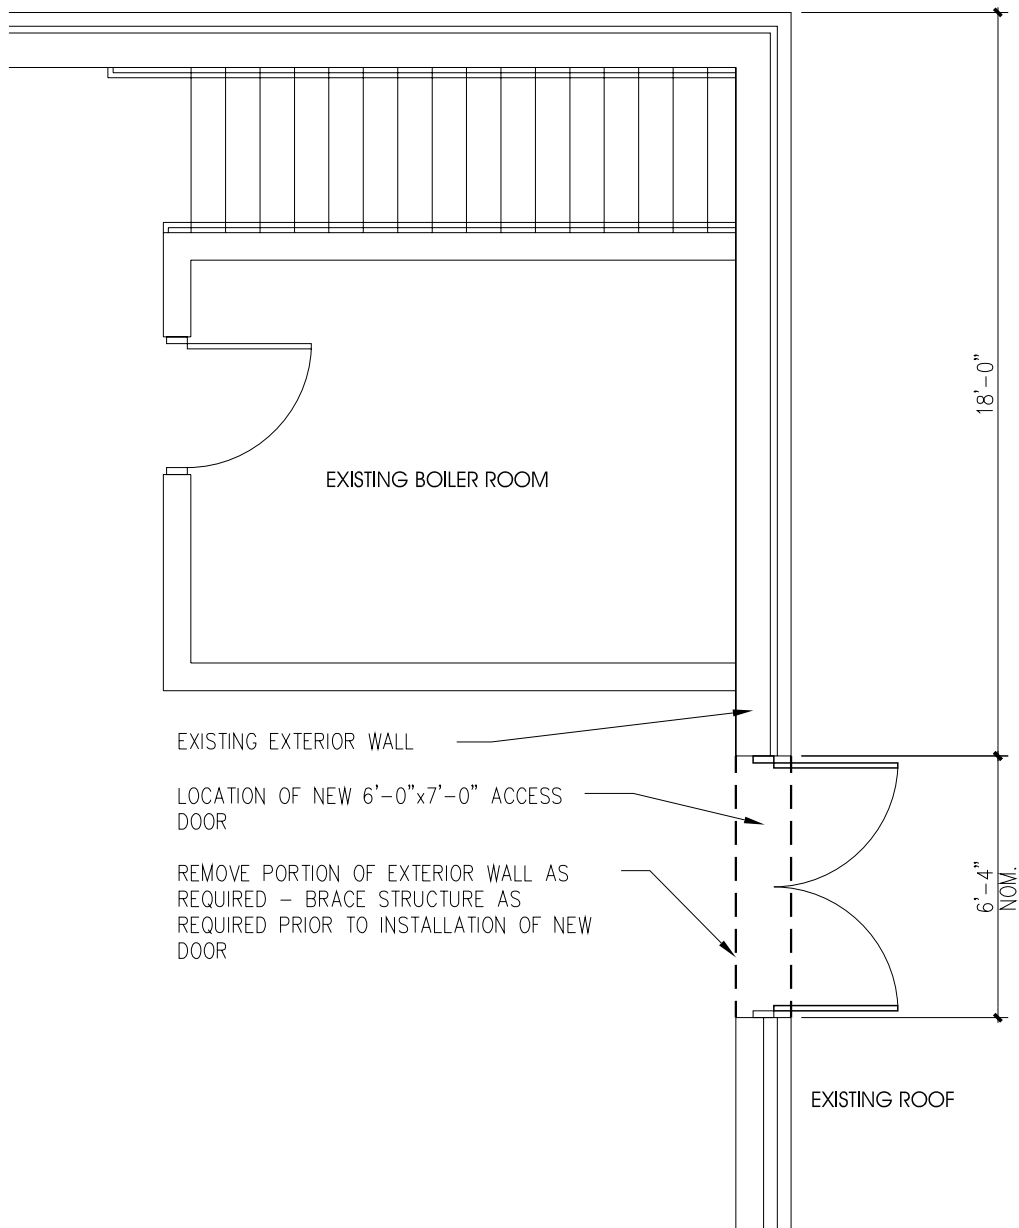 18'-0"
EXISTING BOILER ROOM
EXISTING EXTERIOR WALL
LOCATION OF NEW 6'-0"x7'-0" ACCESS
DOOR
REMOVE PORTION OF EXTERIOR WALL AS
REQUIRED – BRACE STRUCTURE AS
REQUIRED PRIOR TO INSTALLATION OF NEW
DOOR
6'-4"
NOM.
EXISTING ROOF